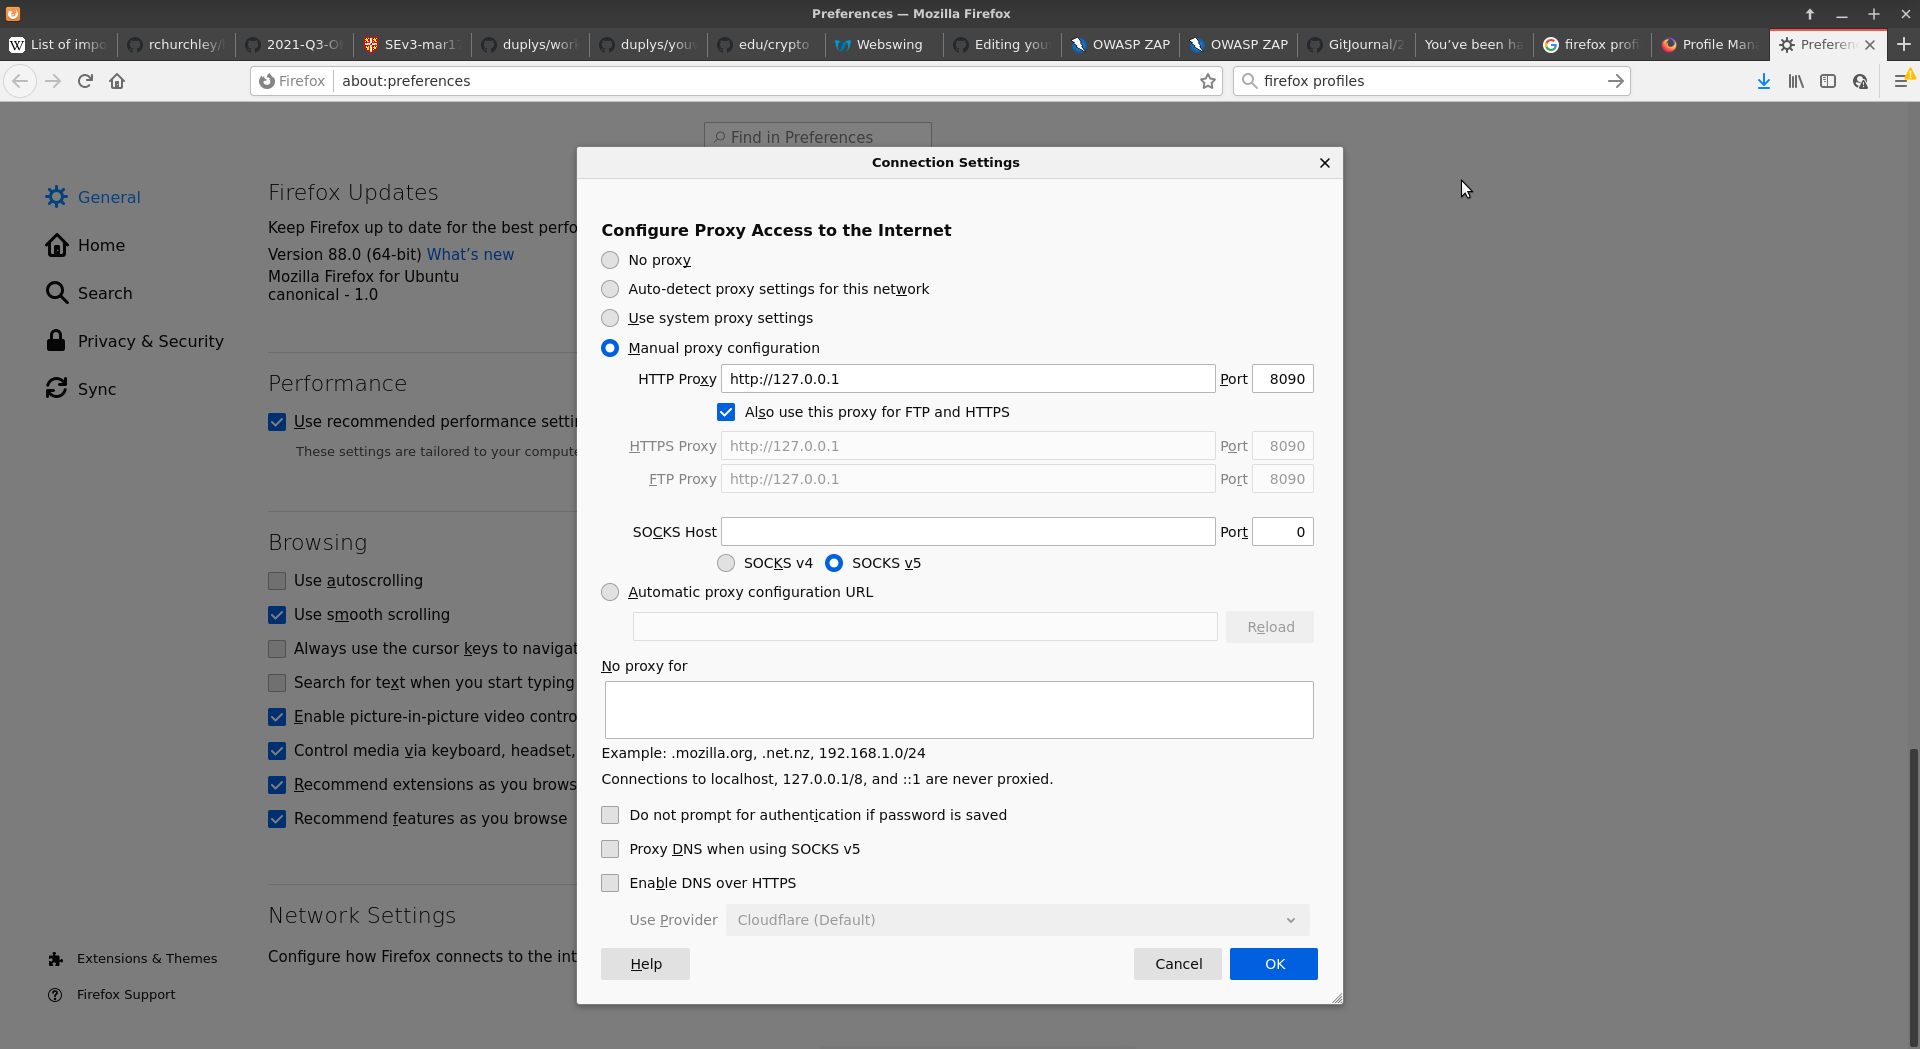 Preferences — Mozilla Firefox
List of impo
rchurchley/
2021-Q3-O
SEv3-mar1
duplys/wor
duplys/you
edu/crypto
Webswing
Editing you
OWASP ZAP
OWASP ZAP
GitJournal/
You've been ha
firefox prof
Profile Man
Preferen
Firefox
about:preferences
firefox profiles
Find in Preferences
General
Home
Search
Privacy & Security
Sync
Extensions & Themes
Firefox Support
Firefox Updates
Keep Firefox up to date for the best perfo
Version 88.0 (64-bit) What's new
Mozilla Firefox for Ubuntu
canonical - 1.0
Performance
Use recommended performance setti
These settings are tailored to your compute
Browsing
Use autoscrolling
Use smooth scrolling
Always use the cursor keys to navigat
Search for text when you start typing
Enable picture-in-picture video contro
Control media via keyboard, headset,
Recommend extensions as you brows
Recommend features as you browse
Network Settings
Configure how Firefox connects to the int
Connection Settings
Configure Proxy Access to the Internet
No proxy
Auto-detect proxy settings for this network
Use system proxy settings
Manual proxy configuration
HTTP Proxy http://127.0.0.1 Port 8090
Also use this proxy for FTP and HTTPS
HTTPS Proxy http://127.0.0.1 Port 8090
FTP Proxy http://127.0.0.1 Port 8090
SOCKS Host Port 0
SOCKS v4 SOCKS v5
Automatic proxy configuration URL
Reload
No proxy for
Example: .mozilla.org, .net.nz, 192.168.1.0/24
Connections to localhost, 127.0.0.1/8, and ::1 are never proxied.
Do not prompt for authentication if password is saved
Proxy DNS when using SOCKS v5
Enable DNS over HTTPS
Use Provider Cloudflare (Default)
Help Cancel OK